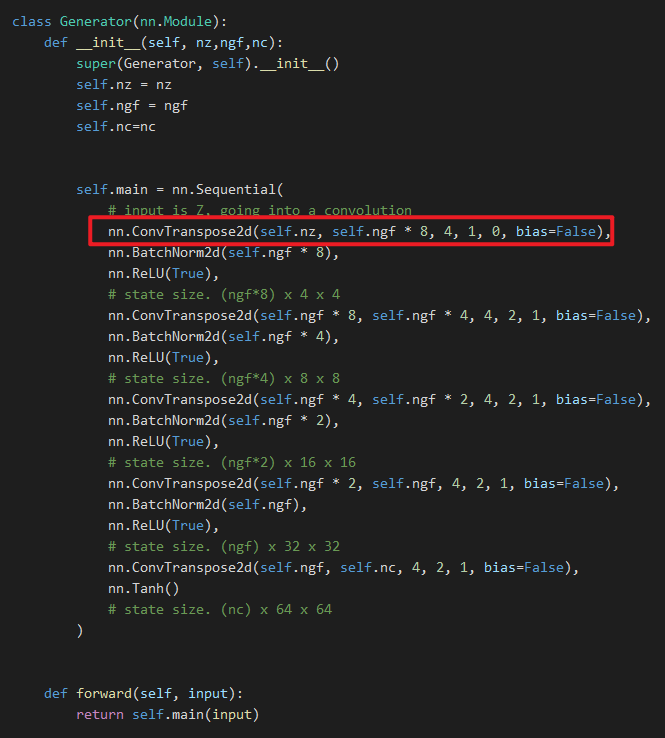 class Generator(nn.Module):
    def __init__(self, nz,ngf,nc):
        super(Generator, self).__init__()
        self.nz = nz
        self.ngf = ngf
        self.nc=nc
        self.main = nn.Sequential(
            # input is Z, going into a convolution
            nn.ConvTranspose2d(self.nz, self.ngf * 8, 4, 1, 0, bias=False),
            nn.BatchNorm2d(self.ngf * 8),
            nn.ReLU(True),
            # state size. (ngf*8) x 4 x 4
            nn.ConvTranspose2d(self.ngf * 8, self.ngf * 4, 4, 2, 1, bias=False),
            nn.BatchNorm2d(self.ngf * 4),
            nn.ReLU(True),
            # state size. (ngf*4) x 8 x 8
            nn.ConvTranspose2d(self.ngf * 4, self.ngf * 2, 4, 2, 1, bias=False),
            nn.BatchNorm2d(self.ngf * 2),
            nn.ReLU(True),
            # state size. (ngf*2) x 16 x 16
            nn.ConvTranspose2d(self.ngf * 2, self.ngf, 4, 2, 1, bias=False),
            nn.BatchNorm2d(self.ngf),
            nn.ReLU(True),
            # state size. (ngf) x 32 x 32
            nn.ConvTranspose2d(self.ngf, self.nc, 4, 2, 1, bias=False),
            nn.Tanh()
            # state size. (nc) x 64 x 64
        )
    def forward(self, input):
        return self.main(input)